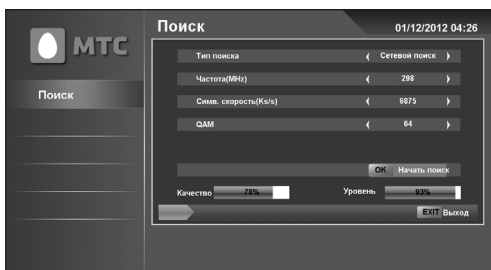 Поиск 01/12/2012 04:26
МТС
Поиск
Тип поиска Сетевой поиск
Частота(MHz) 298
Симв. скорость(Ks/s) 6875
QAM 64
OK Начать поиск
Качество 78% Уровень 93%
EXIT Выход